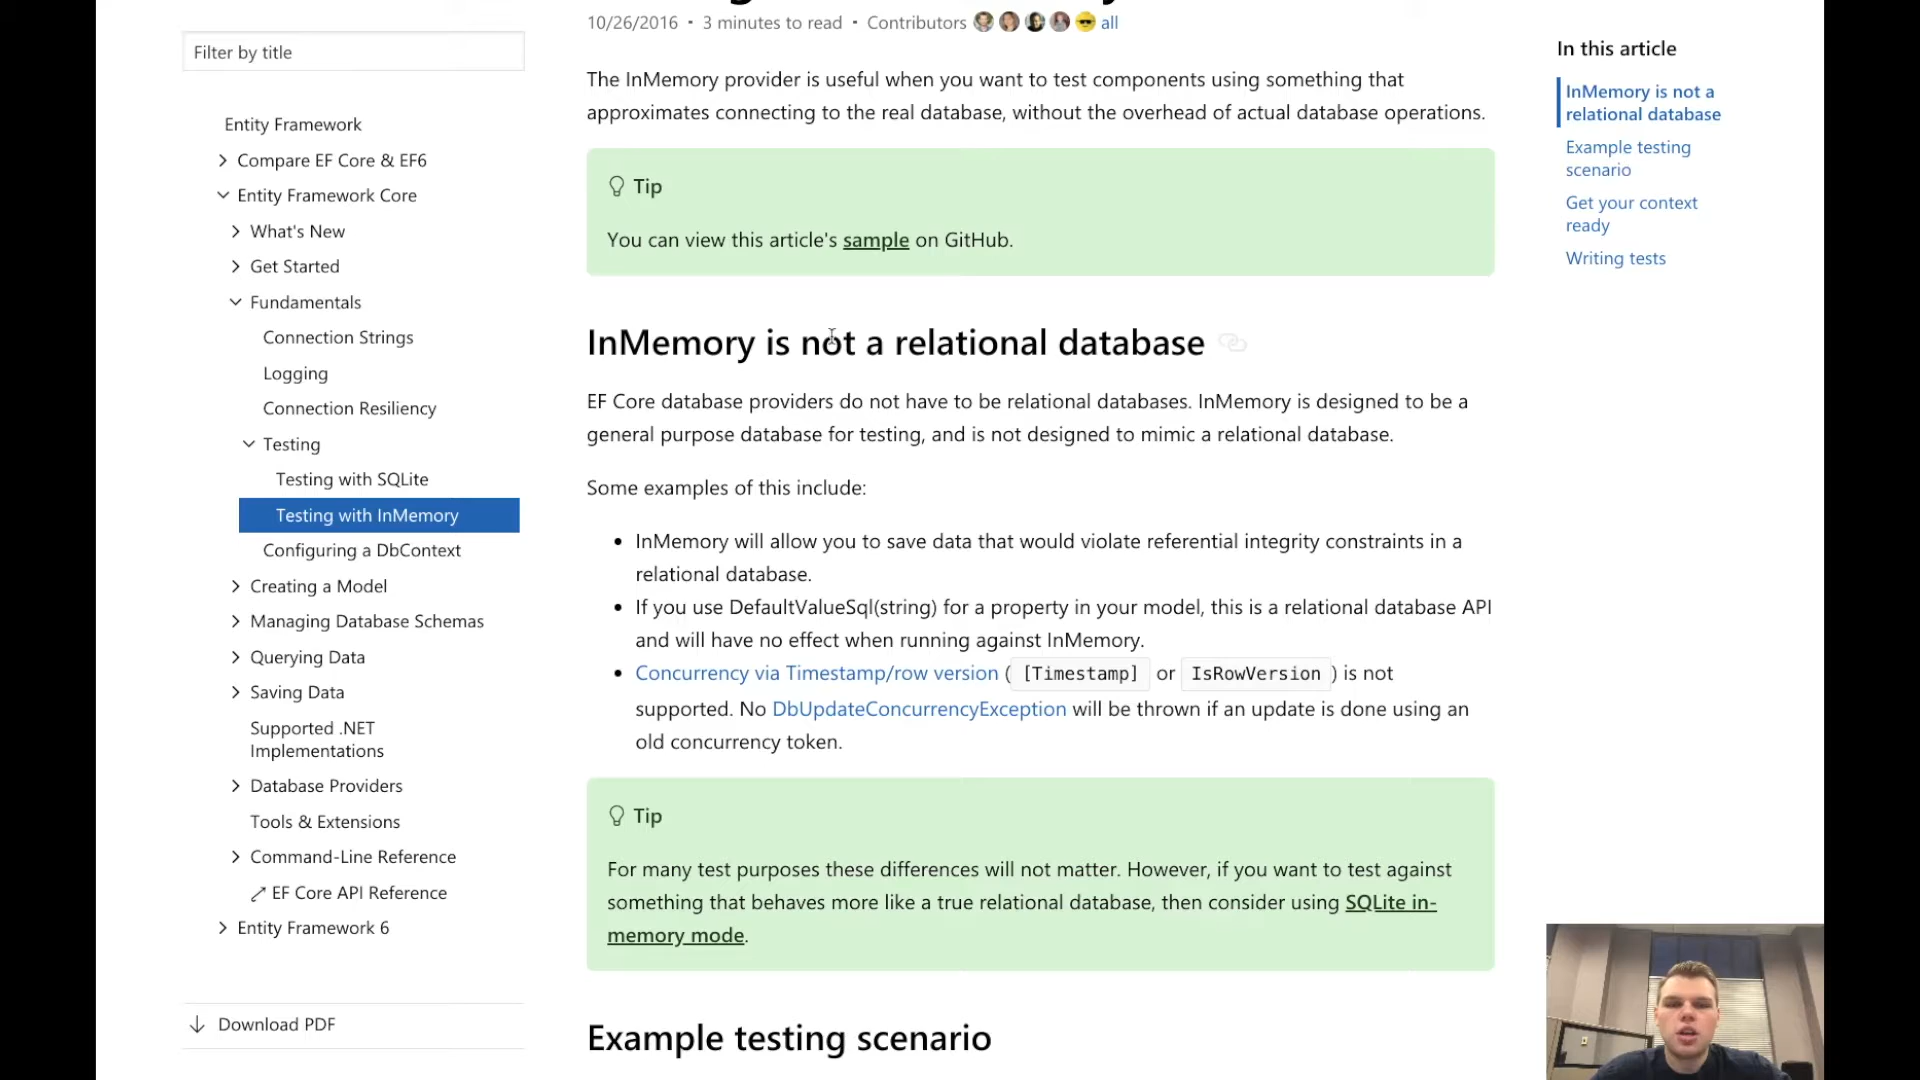 10/26/2016 • 3 minutes to read • Contributors all
Filter by title
Entity Framework
Compare EF Core & EF6
Entity Framework Core
What's New
Get Started
Fundamentals
Connection Strings
Logging
Connection Resiliency
Testing
Testing with SQLite
Testing with InMemory
Configuring a DbContext
Creating a Model
Managing Database Schemas
Querying Data
Saving Data
Supported .NET
Implementations
Database Providers
Tools & Extensions
Command-Line Reference
EF Core API Reference
Entity Framework 6
Download PDF
The InMemory provider is useful when you want to test components using something that
approximates connecting to the real database, without the overhead of actual database operations.
Tip
You can view this article's sample on GitHub.
InMemory is not a relational database
EF Core database providers do not have to be relational databases. InMemory is designed to be a
general purpose database for testing, and is not designed to mimic a relational database.
Some examples of this include:
• InMemory will allow you to save data that would violate referential integrity constraints in a
relational database.
• If you use DefaultValueSql(string) for a property in your model, this is a relational database API
and will have no effect when running against InMemory.
• Concurrency via Timestamp/row version ( [Timestamp] or IsRowVersion ) is not
supported. No DbUpdateConcurrencyException will be thrown if an update is done using an
old concurrency token.
Tip
For many test purposes these differences will not matter. However, if you want to test against
something that behaves more like a true relational database, then consider using SQLite in-
memory mode.
Example testing scenario
In this article
InMemory is not a
relational database
Example testing
scenario
Get your context
ready
Writing tests